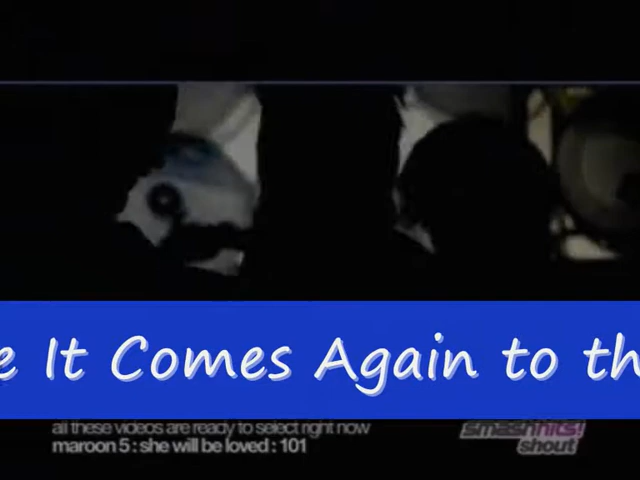 e It Comes Again to th
all these videos are ready to select right now
maroon 5 : she will be loved : 101
smash hits!
shout